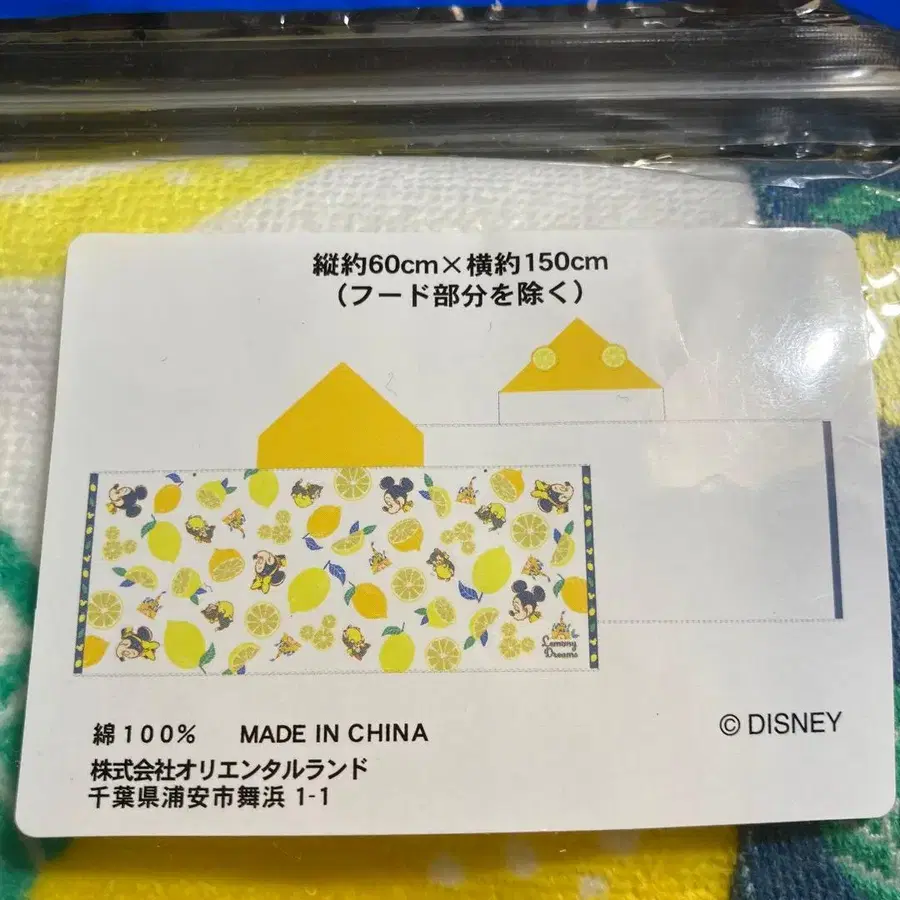 縦約60cm×横約150cm
（フード部分を除く）
Lemony
Dreams
綿100% MADE IN CHINA
© DISNEY
株式会社オリエンタルランド
千葉県浦安市舞浜 1-1